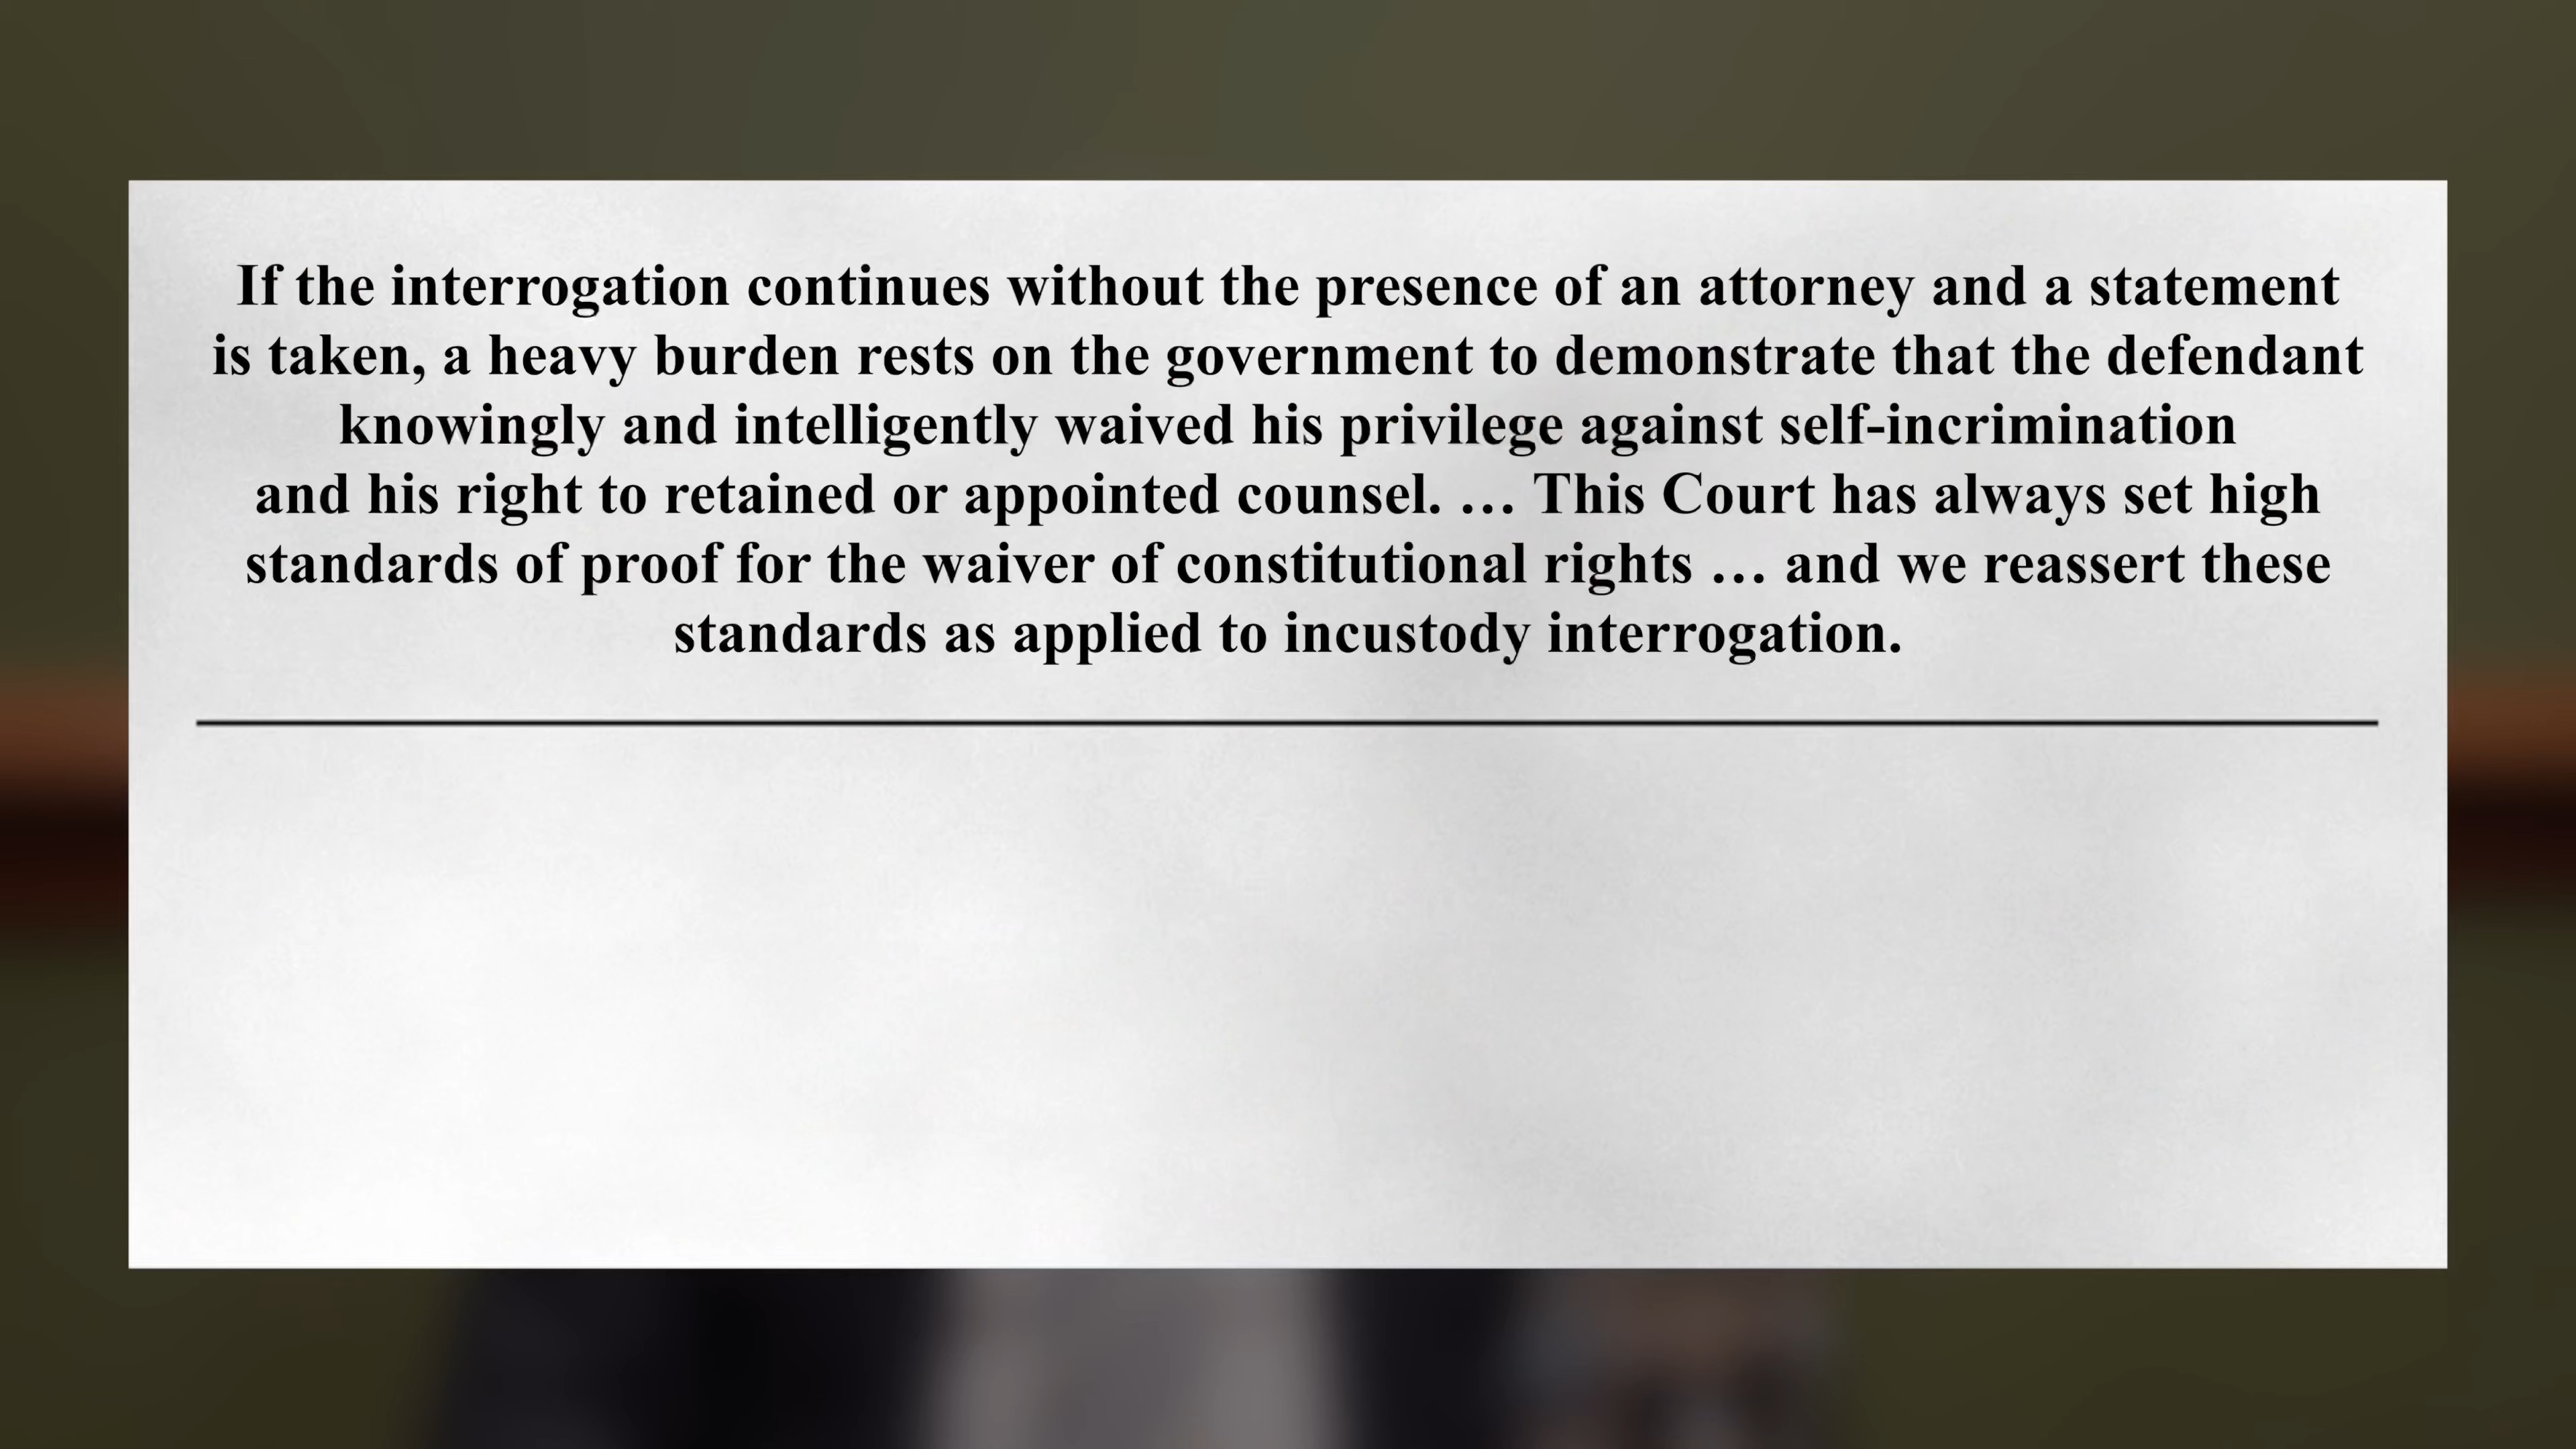 If the interrogation continues without the presence of an attorney and a statement
is taken, a heavy burden rests on the government to demonstrate that the defendant
knowingly and intelligently waived his privilege against self-incrimination
and his right to retained or appointed counsel. … This Court has always set high
standards of proof for the waiver of constitutional rights … and we reassert these
standards as applied to incustody interrogation.